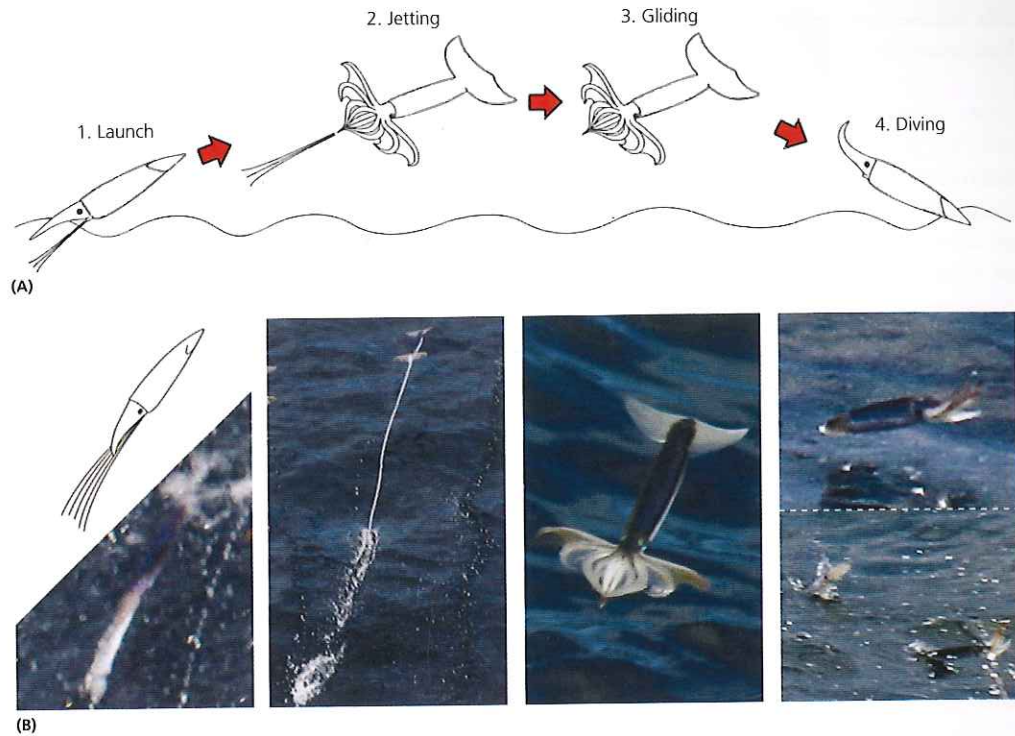 2. Jetting
3. Gliding
1. Launch
4. Diving
(A)
(B)